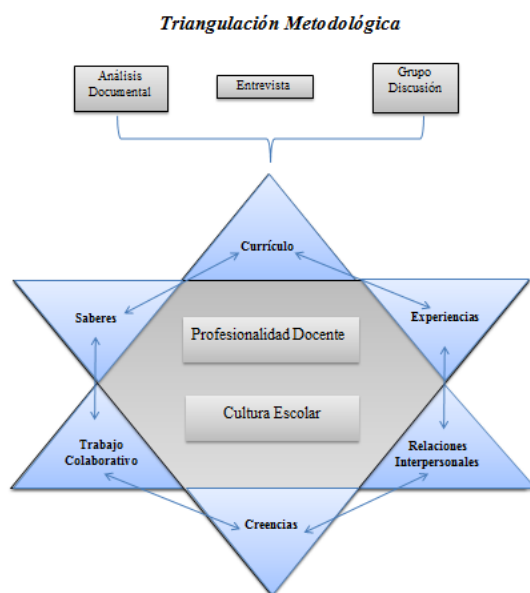 Triangulación Metodológica
Análisis
Documental
Entrevista
Grupo
Discusión
Currículo
Saberes
Experiencias
Profesionalidad Docente
Cultura Escolar
Trabajo
Colaborativo
Relaciones
Interpersonales
Creencias